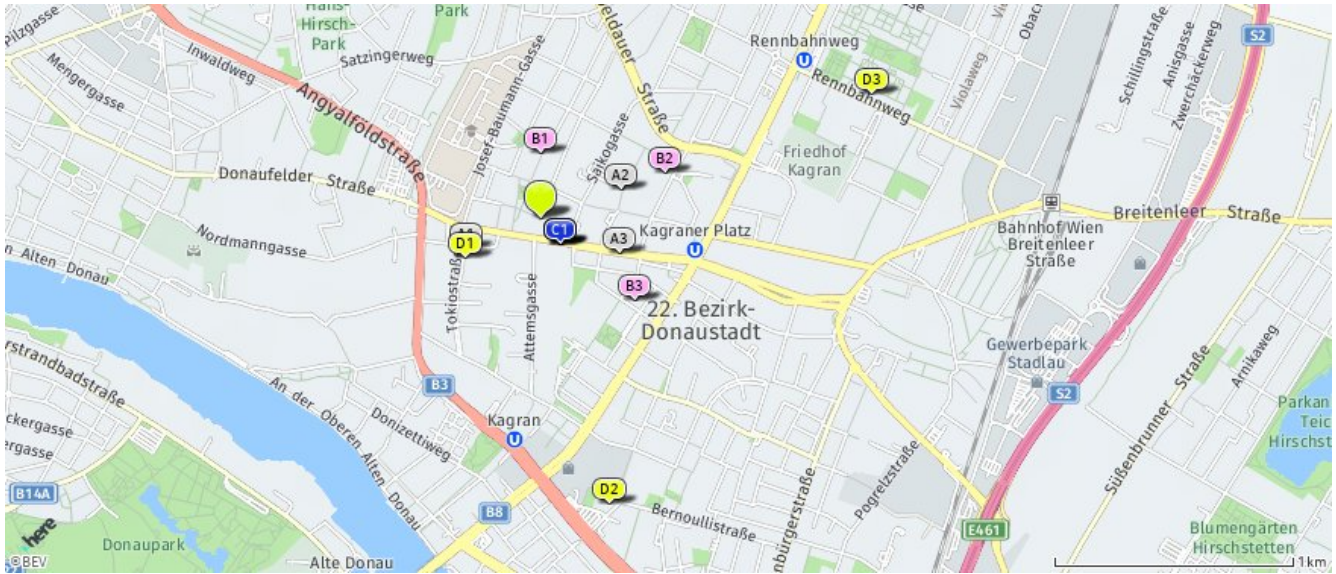 Pilzgasse
Hans-
Hirsch-
Park
Park
Inwaldweg
Satzingerweg
Mengergasse
Angyalföldstraße
Josef-Baumann-Gasse
Straße
Rennbahnweg
U
D3
Rennbahnweg
Violaweg
Schillingstraße
Anisgasse
Zwerchäckerweg
S2
B1
Saikogasse
B2
A2
Friedhof
Kagran
Donaufelder Straße
C1
A3
D1
Kagraner Platz
U
Bahnhof Wien
Breitenleer
Straße
Breitenleer Straße
Nordmanngasse
Alten Donau
Tokiostraße
Attemsgasse
B3
22. Bezirk-
Donaustadt
Gewerbepark
Stadlau
Süßenbrunner Straße
Arnikaweg
An der Oberen Alten Donau
B3
Donizettiweg
Kagran
U
S2
Hirschst
B14A
D2
Bernoullistraße
Pogrelzstraße
B8
E461
Blumengärten
Hirschstetten
here
Donaupark
©BEV
Alte Donau
1km